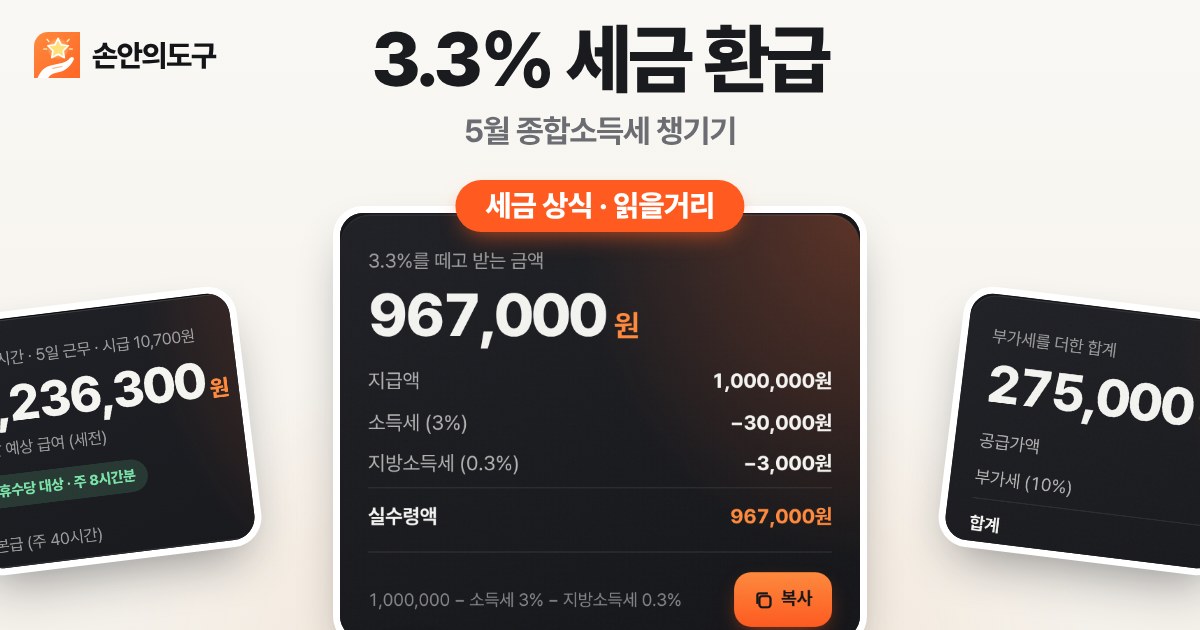 손안의도구
3.3% 세금 환급
5월 종합소득세 챙기기
세금 상식 · 읽을거리
3.3%를 떼고 받는 금액
967,000 원
지급액 1,000,000원
소득세 (3%) −30,000원
지방소득세 (0.3%) −3,000원
실수령액 967,000원
1,000,000 − 소득세 3% − 지방소득세 0.3%
복사
시간 · 5일 근무 · 시급 10,700원
,236,300 원
예상 급여 (세전)
휴수당 대상 · 주 8시간분
본급 (주 40시간)
부가세를 더한 합계
275,000
공급가액
부가세 (10%)
합계